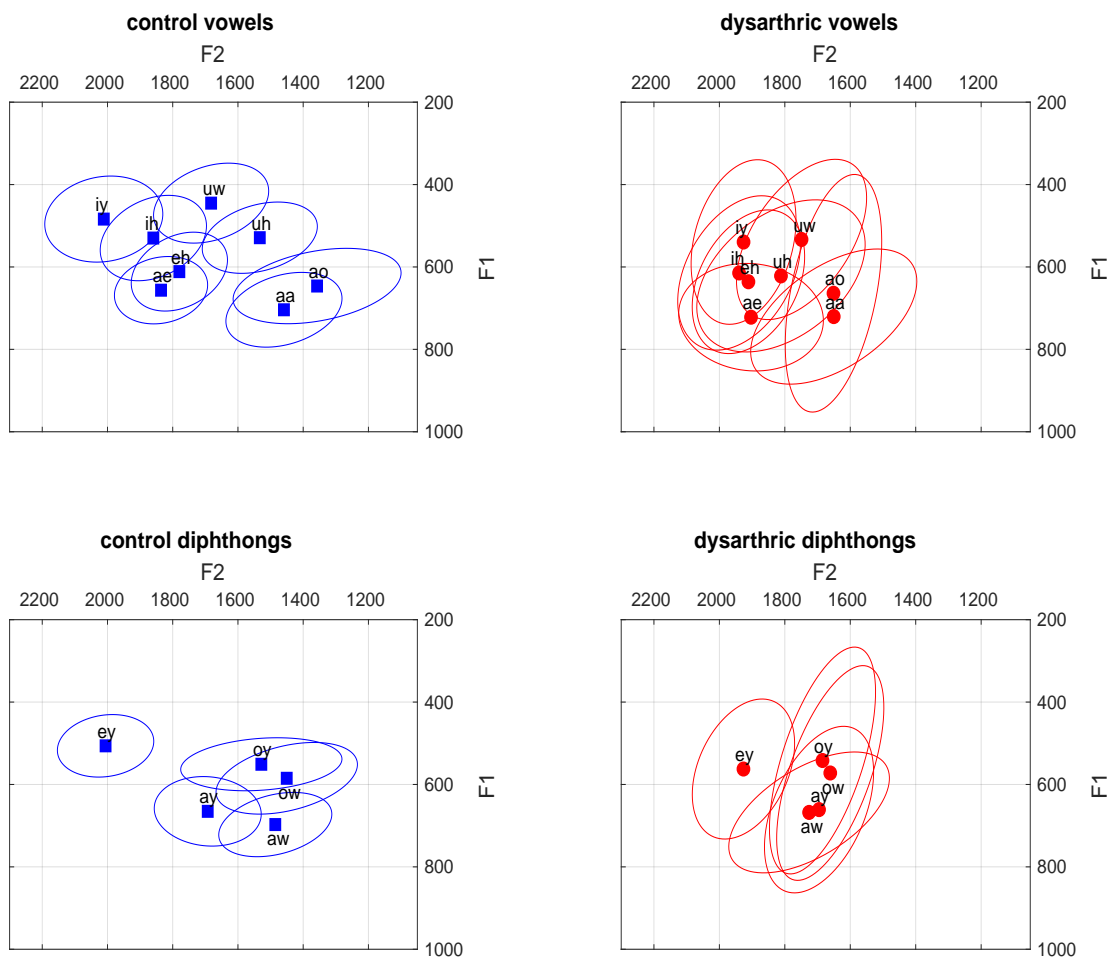 control vowels
F2
2200 2000 1800 1600 1400 1200
200
400
600
800
1000
F1
iy
ih
uw
uh
eh
ae
ao
aa
dysarthric vowels
F2
2200 2000 1800 1600 1400 1200
200
400
600
800
1000
F1
iy
uw
ih
eh
uh
ae
ao
aa
control diphthongs
F2
2200 2000 1800 1600 1400 1200
200
400
600
800
1000
F1
ey
oy
ow
ay
aw
dysarthric diphthongs
F2
2200 2000 1800 1600 1400 1200
200
400
600
800
1000
F1
ey
oy
ow
ay
aw